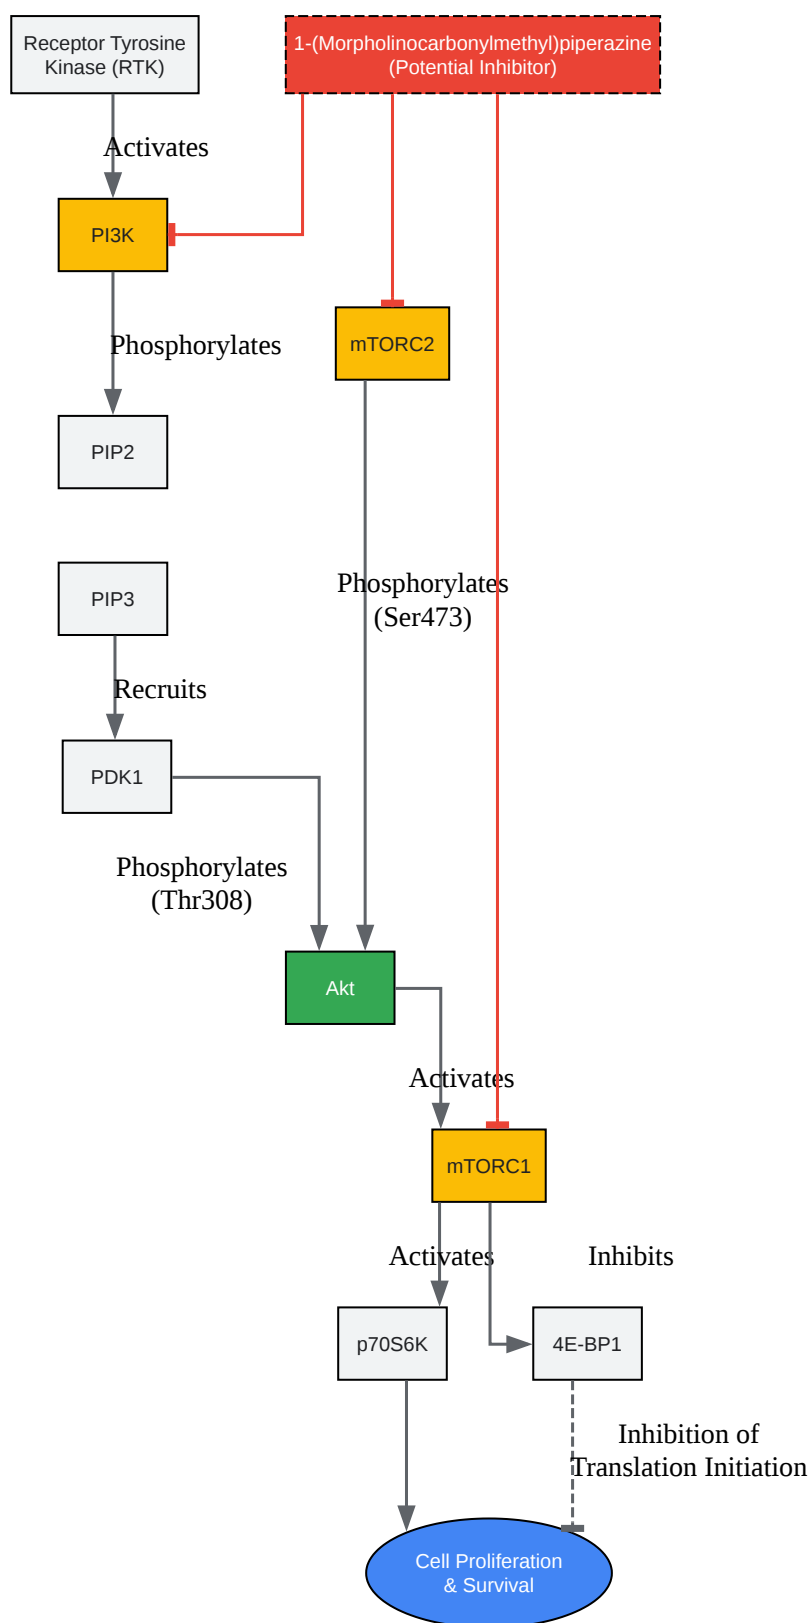 Receptor Tyrosine
Kinase (RTK)
1-(Morpholinocarbonylmethyl)piperazine
(Potential Inhibitor)
Activates
PI3K
Phosphorylates
mTORC2
PIP2
PIP3
Phosphorylates
(Ser473)
Recruits
PDK1
Phosphorylates
(Thr308)
Akt
Activates
mTORC1
Activates
Inhibits
p70S6K
4E-BP1
Inhibition of
Translation Initiation
Cell Proliferation
& Survival